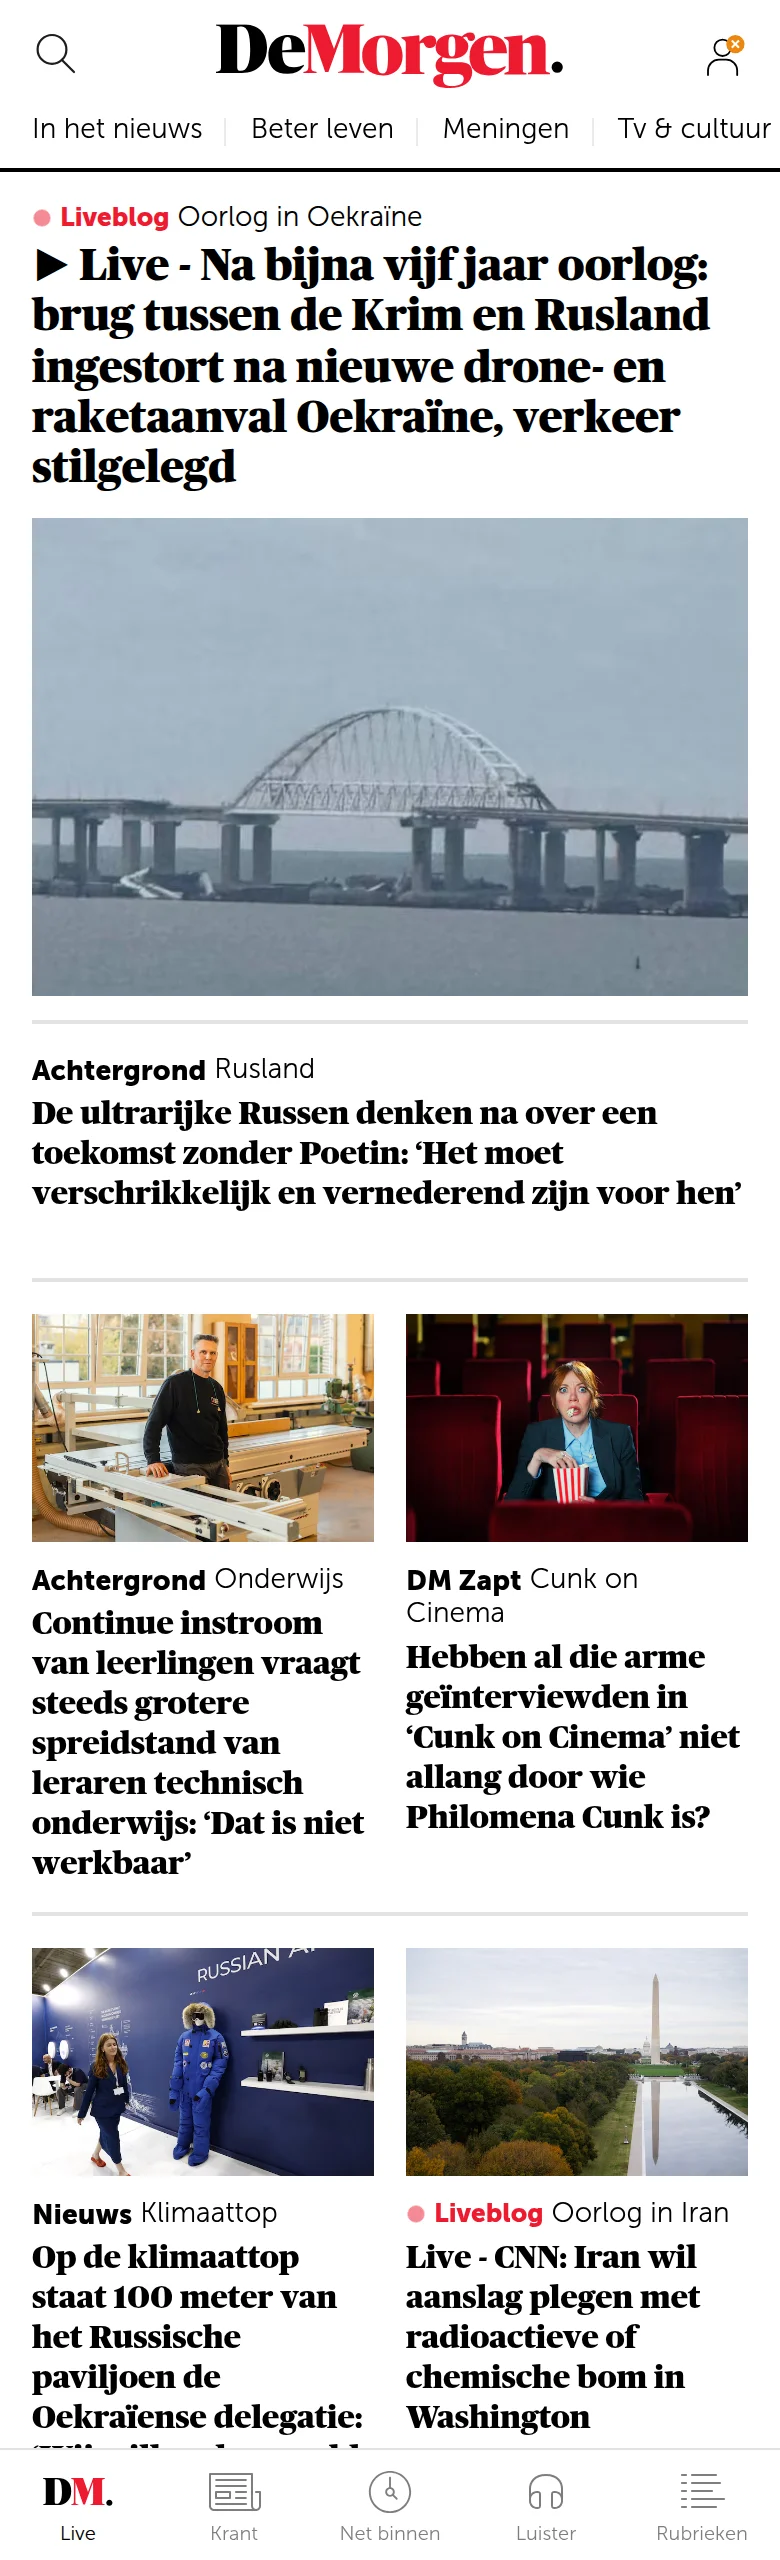 DeMorgen.
In het nieuws
Beter leven
Meningen
Tv & cultuur
Liveblog Oorlog in Oekraïne
► Live - Na bijna vijf jaar oorlog:
brug tussen de Krim en Rusland
ingestort na nieuwe drone- en
raketaanval Oekraïne, verkeer
stilgelegd
Achtergrond Rusland
De ultrarijke Russen denken na over een
toekomst zonder Poetin: ‘Het moet
verschrikkelijk en vernederend zijn voor hen’
Achtergrond Onderwijs
Continue instroom
van leerlingen vraagt
steeds grotere
spreidstand van
leraren technisch
onderwijs: ‘Dat is niet
werkbaar’
DM Zapt Cunk on
Cinema
Hebben al die arme
geïnterviewden in
‘Cunk on Cinema’ niet
allang door wie
Philomena Cunk is?
RUSSIAN
Nieuws Klimaattop
Op de klimaattop
staat 100 meter van
het Russische
paviljoen de
Oekraïense delegatie:
Liveblog Oorlog in Iran
Live - CNN: Iran wil
aanslag plegen met
radioactieve of
chemische bom in
Washington
DM.
Live
Krant
Net binnen
Luister
Rubrieken